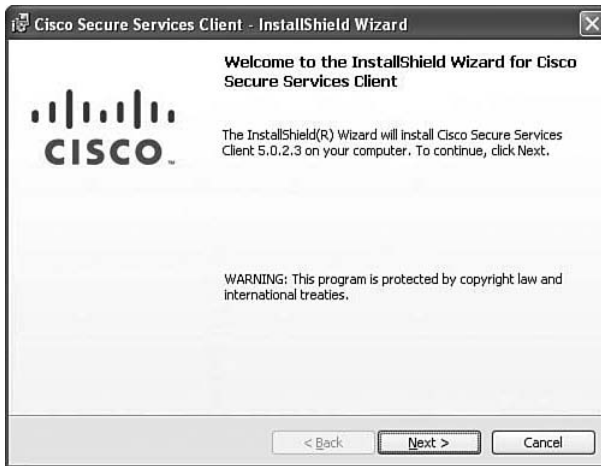 Cisco Secure Services Client - InstallShield Wizard
Welcome to the InstallShield Wizard for Cisco
Secure Services Client
CISCO™
The InstallShield(R) Wizard will install Cisco Secure Services
Client 5.0.2.3 on your computer. To continue, click Next.
WARNING: This program is protected by copyright law and
international treaties.
< Back
Next >
Cancel